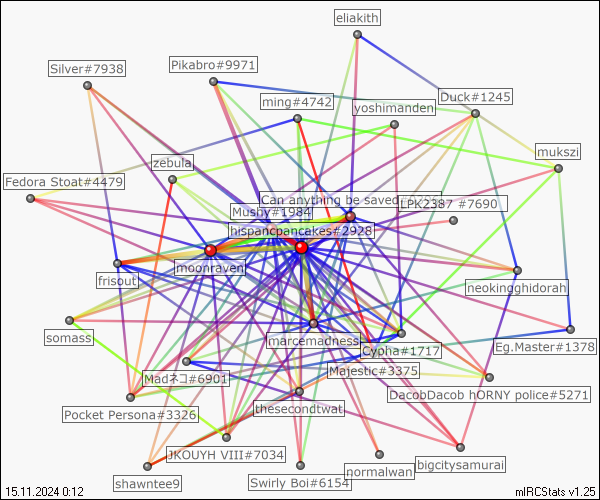 eliakith
Silver#7938
Pikabro#9971
ming#4742
Duck#1245
yoshimanden
mukszi
zebula
Fedora Stoat#4479
Can anything be saved
LPK2387 #7690
Mushy#1984
hispanicpancakes#2928
moonraven
frisout
neokingghidorah
somass
marcemadness
Cypha#1717
Eg.Master#1378
Majestic#3375
Madネコ#6901
DacobDacob hORNY police#5271
Pocket Persona#3326
thesecondtwat
JKOUYH VIII#7034
bigcitysamurai
shawntee9
Swirly Boi#6154
normalwan
15.11.2024 0:12
mIRCStats v1.25